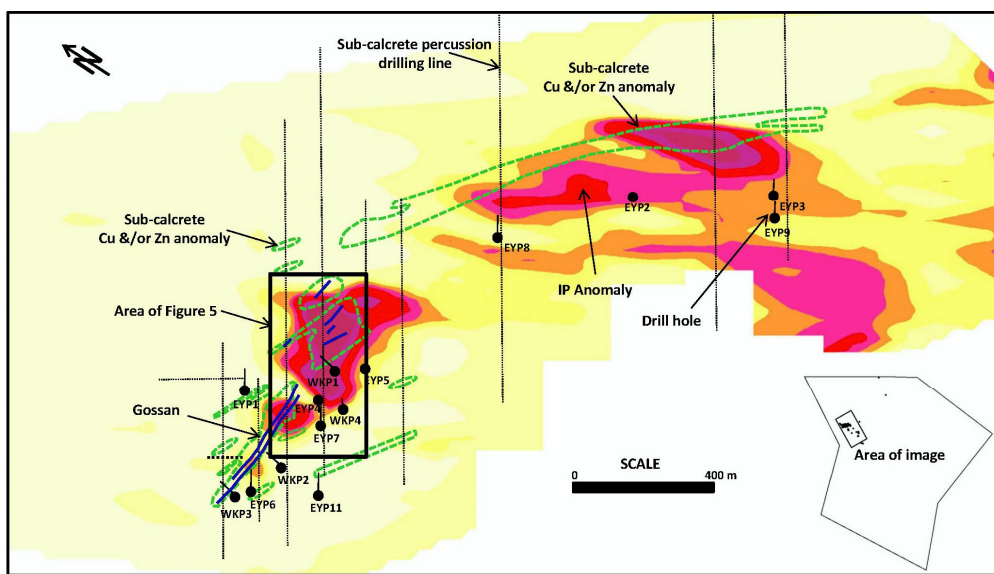 N
Sub-calcrete percussion
drilling line
Sub-calcrete
Cu &/or Zn anomaly
Sub-calcrete
Cu &/or Zn anomaly
EYP2
EYP3
EYP9
EYP8
IP Anomaly
Area of Figure 5
Drill hole
WKP1
EYP5
EYP1
EYP4
WKP4
Gossan
EYP7
WKP2
EYP6
WKP3
EYP11
SCALE
0
400 m
Area of image